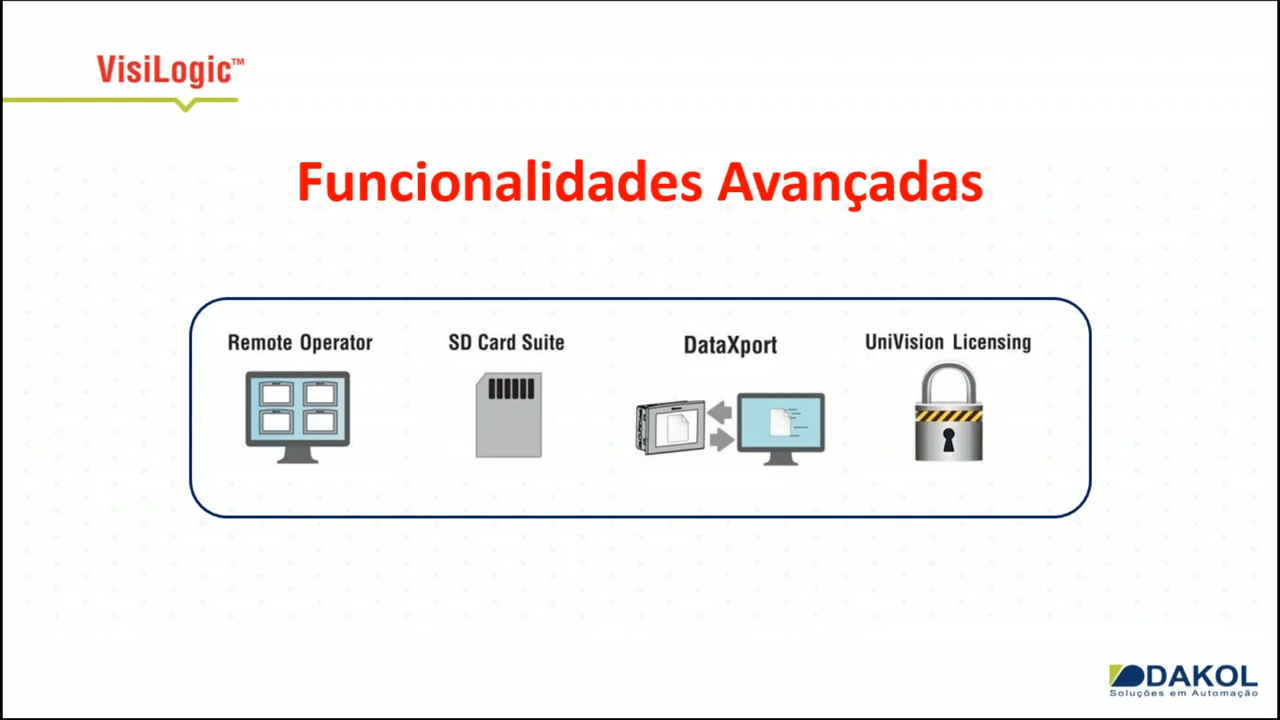 VisiLogic™
Funcionalidades Avançadas
Remote Operator
SD Card Suite
DataXport
UniVision Licensing
DAKOL
Soluções em Automação